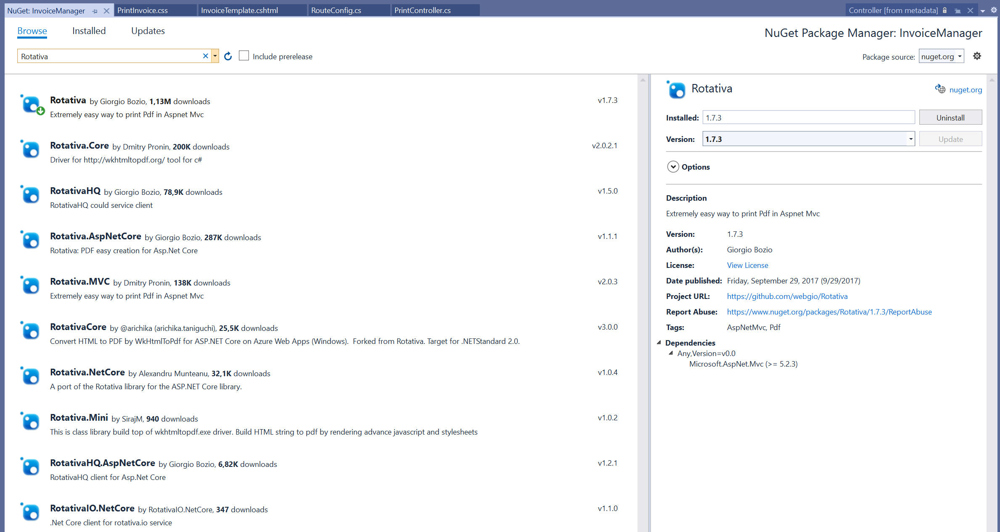 NuGet: InvoiceManager
PrintInvoice.css
InvoiceTemplate.cshtml
RouteConfig.cs
PrintController.cs
Controller [from metadata]
Browse
Installed
Updates
NuGet Package Manager: InvoiceManager
Rotativa
Include prerelease
Package source: nuget.org
Rotativa by Giorgio Bozio, 1,13M downloads
v1.7.3
Extremely easy way to print Pdf in Aspnet Mvc
Rotativa.Core by Dmitry Pronin, 200K downloads
v2.0.2.1
Driver for http://wkhtmltopdf.org/ tool for c#
RotativaHQ by Giorgio Bozio, 78,9K downloads
v1.5.0
RotativaHQ could service client
Rotativa.AspNetCore by Giorgio Bozio, 287K downloads
v1.1.1
Rotativa: PDF easy creation for Asp.Net Core
Rotativa.MVC by Dmitry Pronin, 138K downloads
v2.0.3
Extremely easy way to print Pdf in Aspnet Mvc
RotativaCore by @arichika (arichika.taniguchi), 25,5K downloads
v3.0.0
Convert HTML to PDF by WkHtmlToPdf for ASP.NET Core on Azure Web Apps (Windows).  Forked from Rotativa. Target for .NETStandard 2.0.
Rotativa.NetCore by Alexandru Munteanu, 32,1K downloads
v1.0.4
A port of the Rotativa library for the ASP.NET Core library.
Rotativa.Mini by SirajM, 940 downloads
v1.0.2
This is class library build top of wkhtmltopdf.exe driver. Build HTML string to pdf by rendering advance javascript and stylesheets
RotativaHQ.AspNetCore by Giorgio Bozio, 6,82K downloads
v1.2.1
RotativaHQ client for Asp.Net Core
RotativaIO.NetCore by RotativaIO.NetCore, 347 downloads
v1.1.0
.Net Core client for rotativa.io service
Rotativa
nuget.org
Installed: 1.7.3
Uninstall
Version: 1.7.3
Update
Options
Description
Extremely easy way to print Pdf in Aspnet Mvc
Version: 1.7.3
Author(s): Giorgio Bozio
License: View License
Date published: Friday, September 29, 2017 (9/29/2017)
Project URL: https://github.com/webgio/Rotativa
Report Abuse: https://www.nuget.org/packages/Rotativa/1.7.3/ReportAbuse
Tags: AspNetMvc, Pdf
Dependencies
Any,Version=v0.0
Microsoft.AspNet.Mvc (>= 5.2.3)